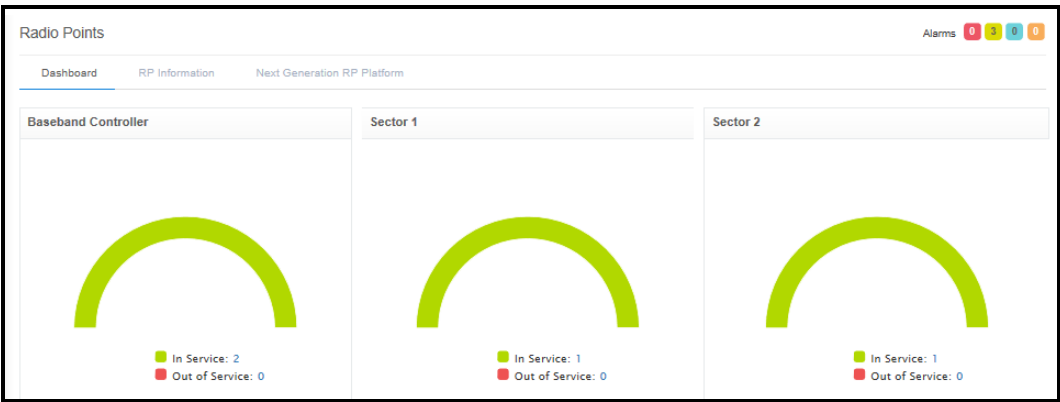 Radio Points
Alarms 0 3 0 0
Dashboard RP Information Next Generation RP Platform
Baseband Controller Sector 1 Sector 2
In Service: 2 In Service: 1 In Service: 1
Out of Service: 0 Out of Service: 0 Out of Service: 0